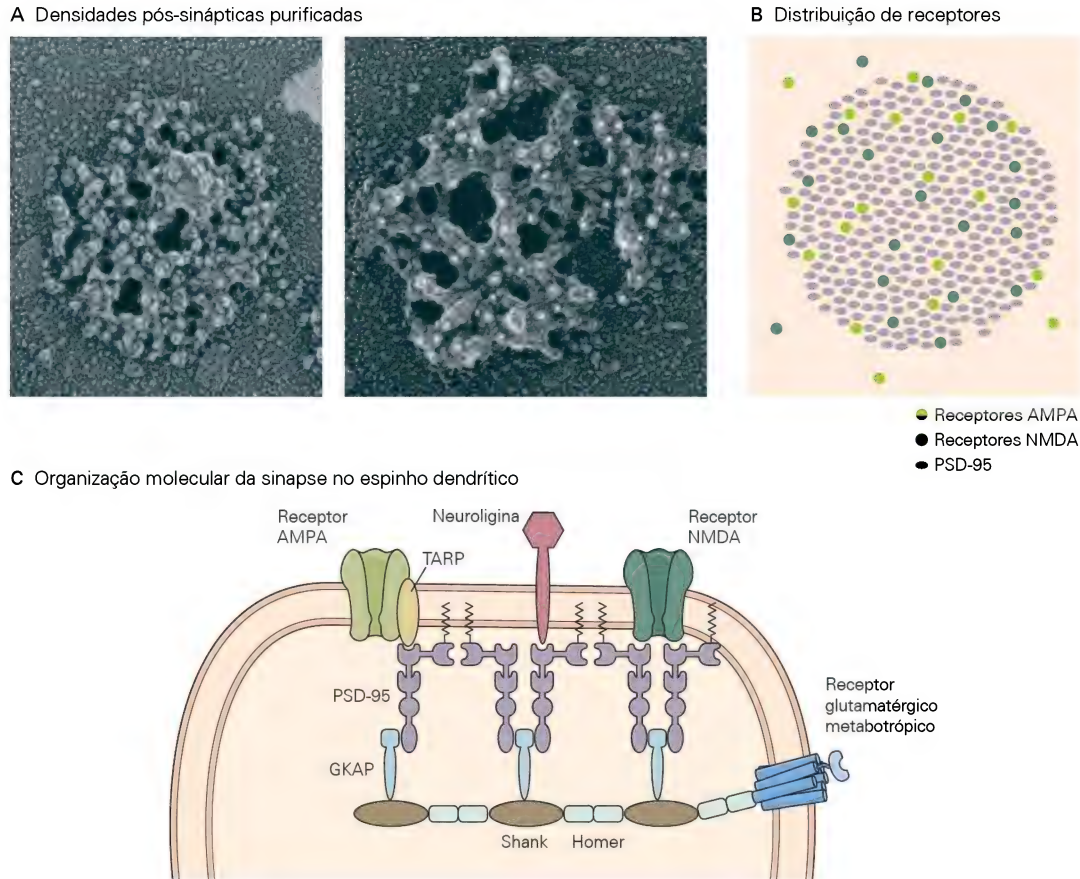 A Densidades pós-sinápticas purificadas
B Distribuição de receptores
Receptores AMPA
Receptores NMDA
PSD-95
C Organização molecular da sinapse no espinho dendrítico
Receptor
AMPA
TARP
Neuroligina
Receptor
NMDA
PSD-95
GKAP
Shank
Homer
Receptor
glutamatérgico
metabotrópico